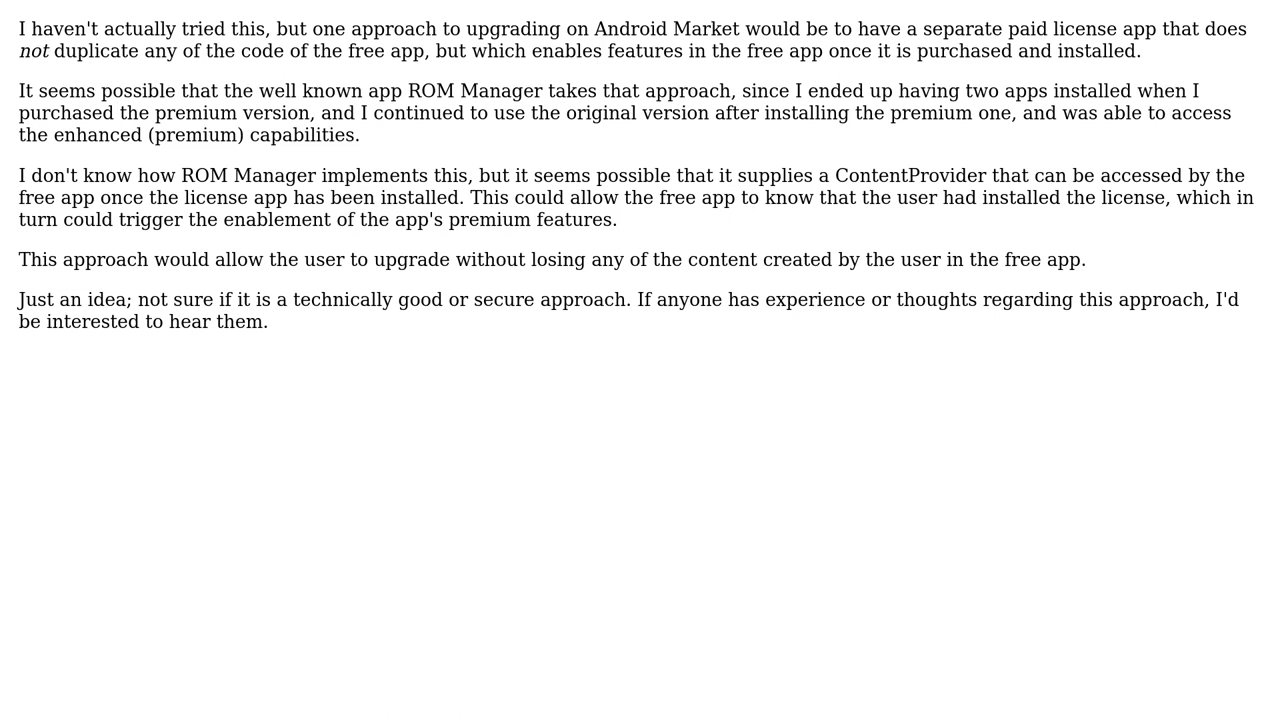 I haven't actually tried this, but one approach to upgrading on Android Market would be to have a separate paid license app that does
not duplicate any of the code of the free app, but which enables features in the free app once it is purchased and installed.
It seems possible that the well known app ROM Manager takes that approach, since I ended up having two apps installed when I
purchased the premium version, and I continued to use the original version after installing the premium one, and was able to access
the enhanced (premium) capabilities.
I don't know how ROM Manager implements this, but it seems possible that it supplies a ContentProvider that can be accessed by the
free app once the license app has been installed. This could allow the free app to know that the user had installed the license, which in
turn could trigger the enablement of the app's premium features.
This approach would allow the user to upgrade without losing any of the content created by the user in the free app.
Just an idea; not sure if it is a technically good or secure approach. If anyone has experience or thoughts regarding this approach, I'd
be interested to hear them.